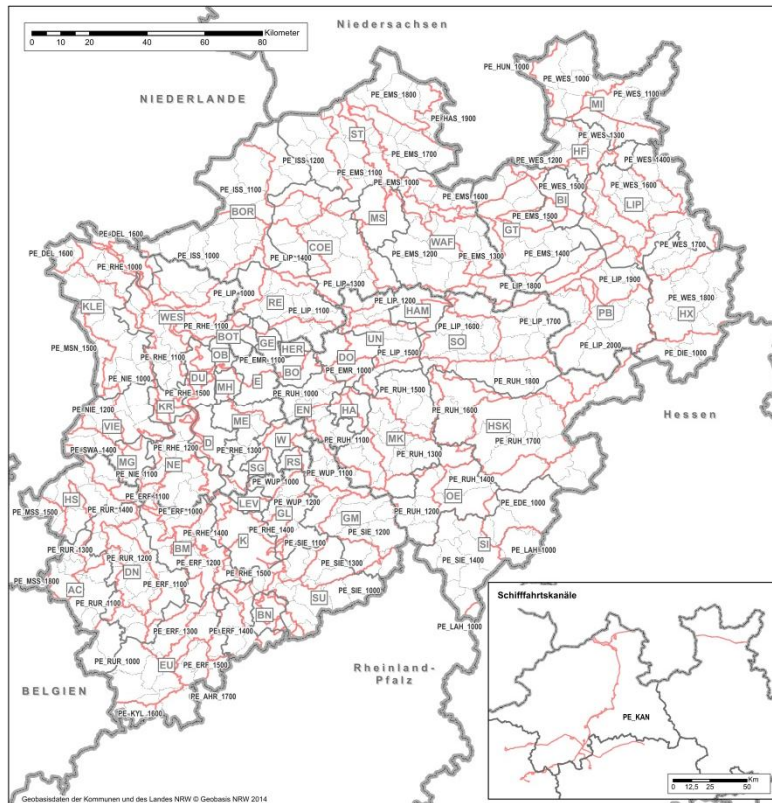 Kilometer
0 10 20 40 60 80
Niedersachsen
NIEDERLANDE
PE_HUN_1000
PE_WES_1000
PE_WES_1100
MI
PE_EMS_1800
PE_HAS_1900
ST
PE_WES_1300
HF
PE_ISS_1200
PE_EMS_1700
PE_WES_1200
PE_WES_1400
PE_ISS_1100
PE_EMS_1100
PE_EMS_1000
PE_EMS_1600
PE_WES_1500
PE_WES_1600
BI
LIP
BOR
MS
PE_EMS_1500
GT
PE_DEL_1600
COE
WAF
PE_WES_1700
PE_DEL_1600
PE_RHE_1000
PE_ISS_1000
PE_LIP_1400
PE_EMS_1200
PE_EMS_1300
PE_EMS_1400
PE_LIP_1900
PE_LIP_1300
PE_LIP_1800
PE_LIP_1000
PE_WES_1800
KLE
RE
PE_LIP_1100
PE_LIP_1200
HAM
PB
HX
WES
PE_RHE_1100
PE_LIP_1600
PE_LIP_1700
BOT
GE
HER
UN
SO
PE_LIP_2000
PE_DIE_1000
PE_MSN_1500
PE_RHE_1100
OB
PE_EMR_1100
DO
PE_LIP_1500
PE_NIE_1000
DU
MH
E
BO
PE_EMR_1000
PE_RUH_1800
PE_RHE_1500
PE_RUH_1000
PE_RUH_1500
Hessen
PE_NIE_1200
KR
EN
HA
PE_RUH_1600
VIE
ME
HSK
PE_SWA_1400
PE_RHE_1200
D
W
PE_RUH_1100
MK
PE_RUH_1700
MG
NE
PE_RHE_1300
PE_RUH_1300
PE_NIE_1100
SG
RS
PE_WUP_1100
PE_WUP_1000
PE_RUH_1400
HS
PE_ERF_1100
LEV
PE_WUP_1200
OE
PE_EDE_1000
PE_MSS_1500
PE_RUR_1400
PE_ERF_1000
GL
GM
PE_RUH_1200
PE_RHE_1400
K
PE_RHE_1400
PE_SIE_1200
PE_RUR_1300
PE_RUR_1200
BM
PE_SIE_1100
SI
PE_LAH_1000
PE_MSS_1800
DN
PE_ERF_1200
PE_SIE_1300
PE_SIE_1400
AC
PE_ERF_1100
PE_RHE_1500
PE_RUR_1100
SU
PE_SIE_1000
BN
PE_LAH_1000
PE_ERF_1300
PE_ERF_1400
PE_RUR_1000
EU
PE_ERF_1500
Rheinland-
Pfalz
BELGIEN
PE_AHR_1700
PE_KYL_1600
Schifffahrtskanäle
PE_KAN
Km
0 12,5 25 50
Geobasisdaten der Kommunen und des Landes NRW © Geobasis NRW 2014